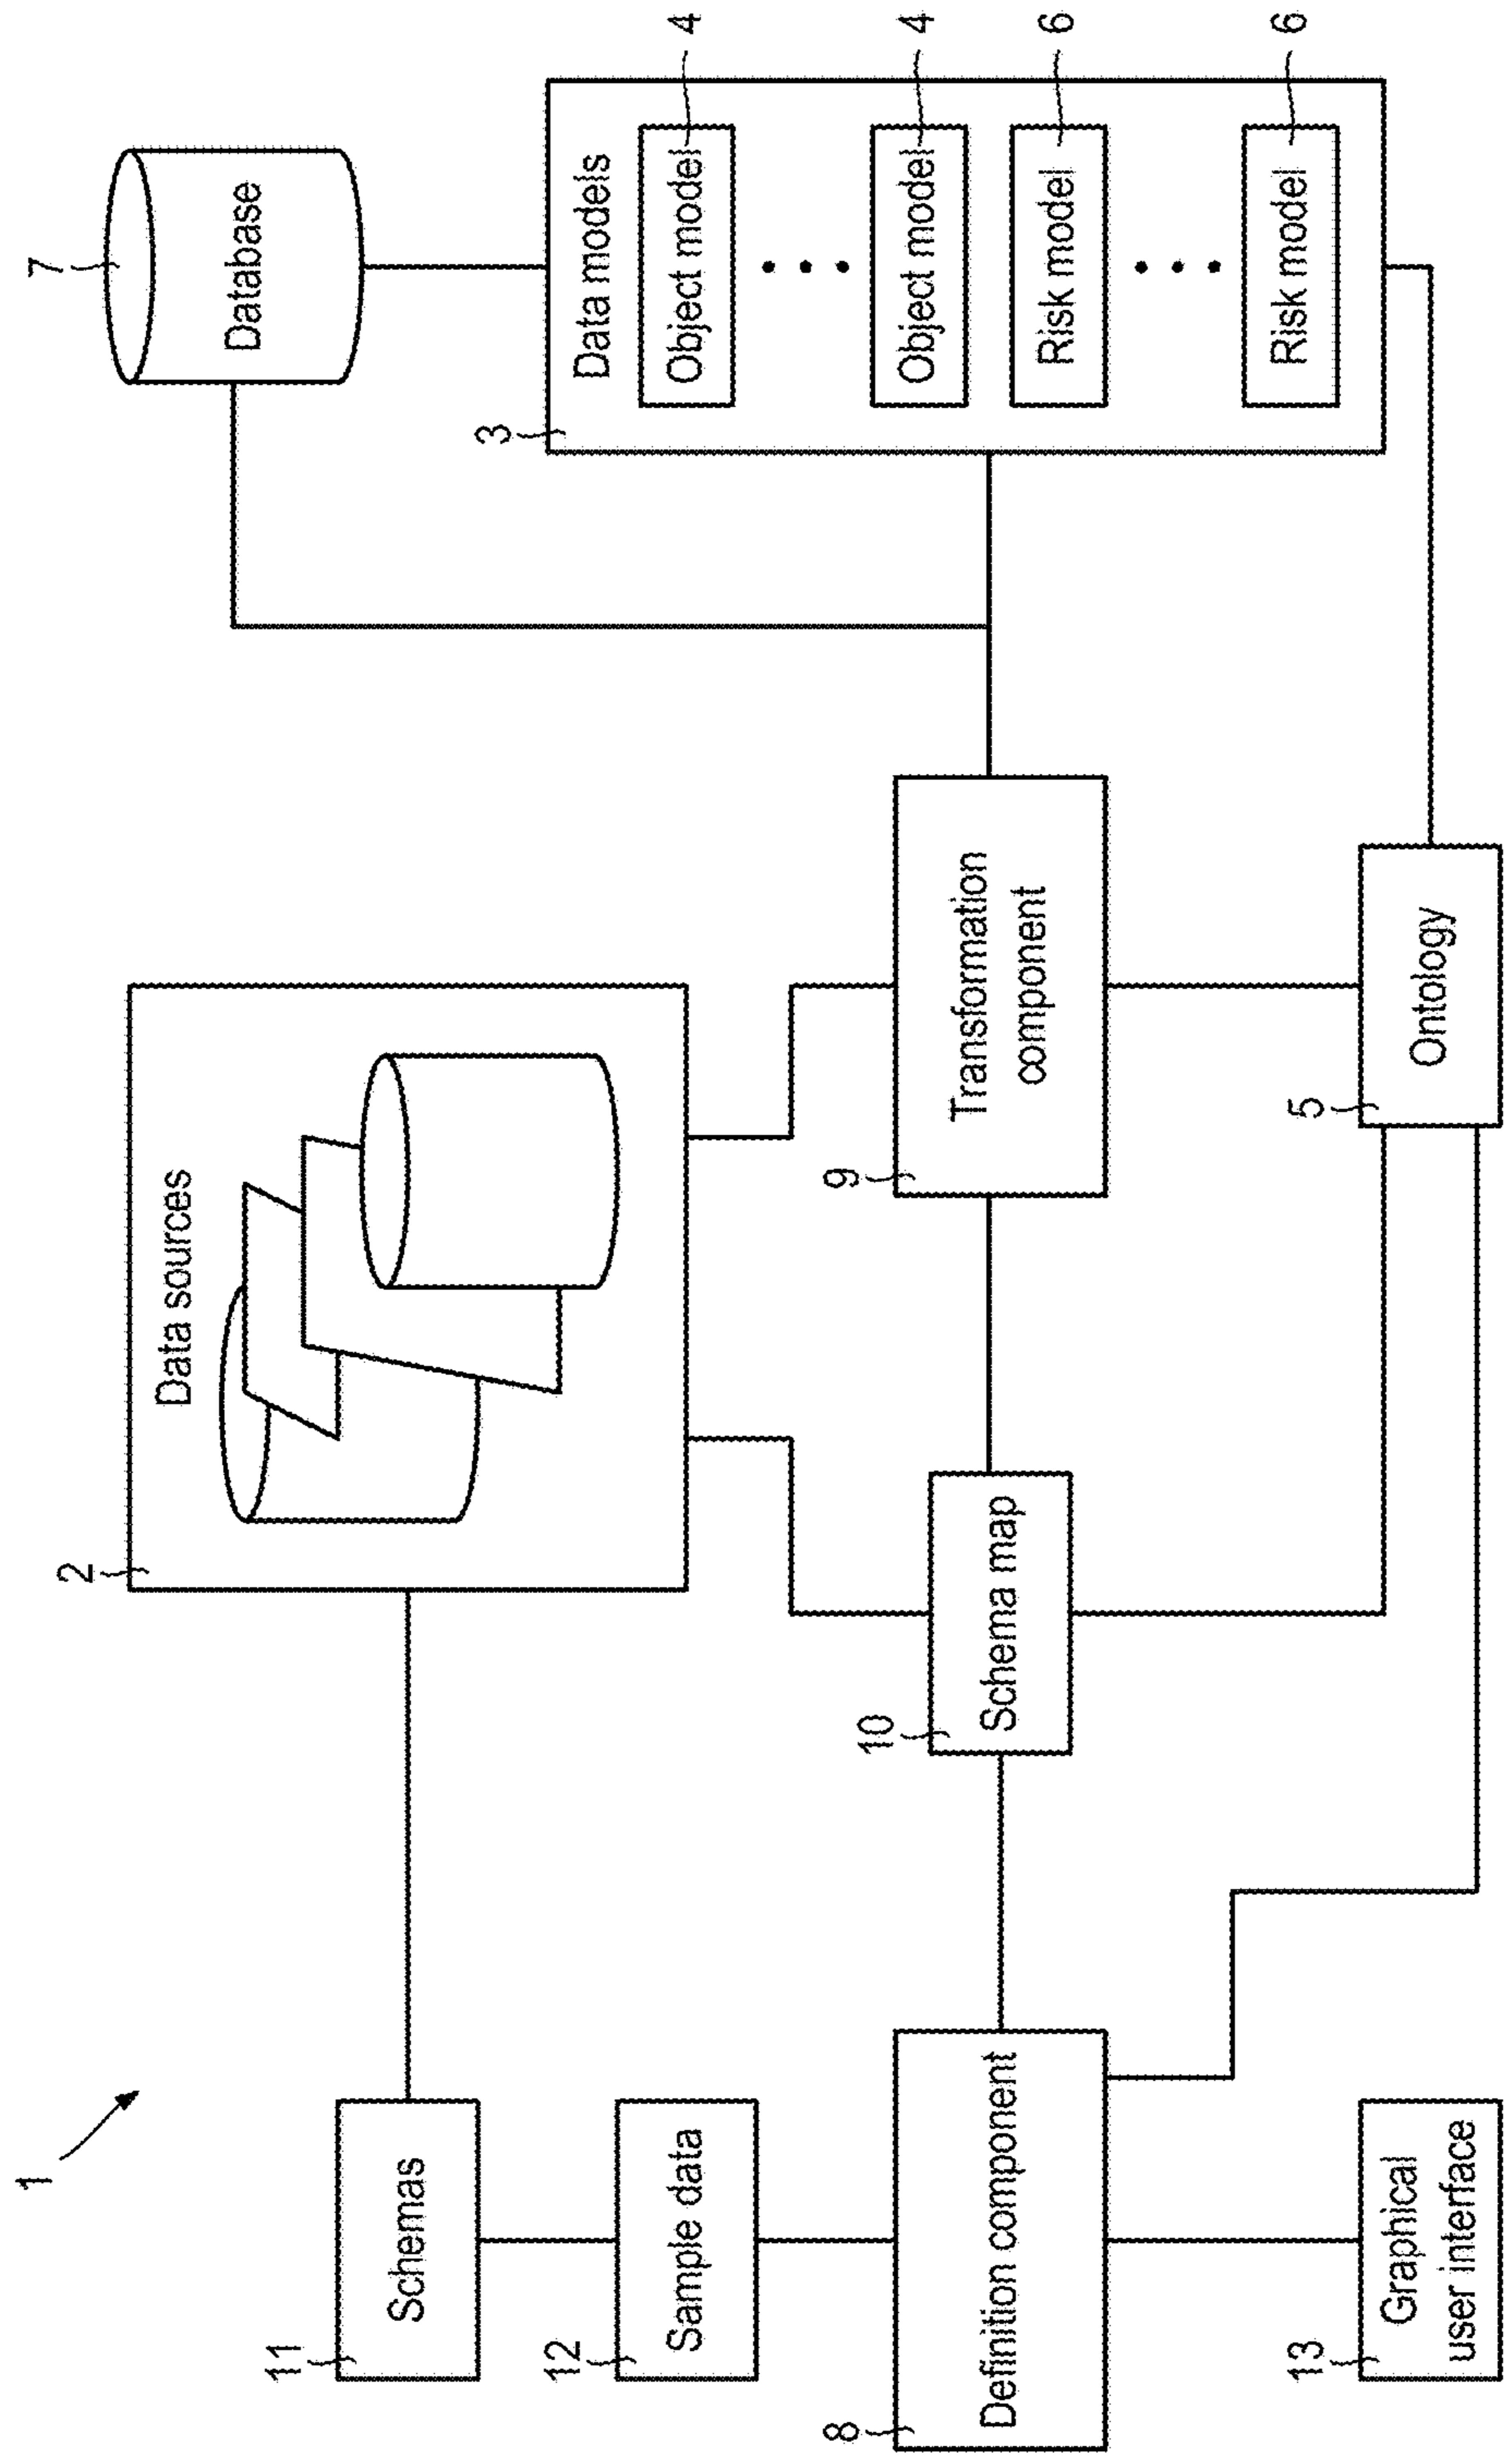 1
11
Schemas
12
Sample data
8
Definition component
13
Graphical
user interface
2
Data sources
10
Schema map
9
Transformation
component
5
Ontology
7
Database
3
Data models
Object model
4
Object model
4
Risk model
6
Risk model
6